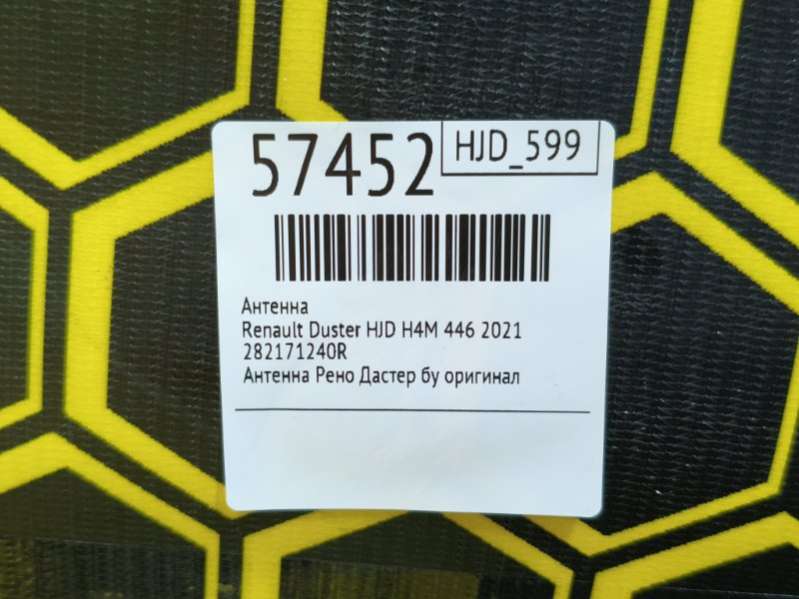 57452
HJD_599
Антенна
Renault Duster HJD H4M 446 2021
282171240R
Антенна Рено Дастер бу оригинал